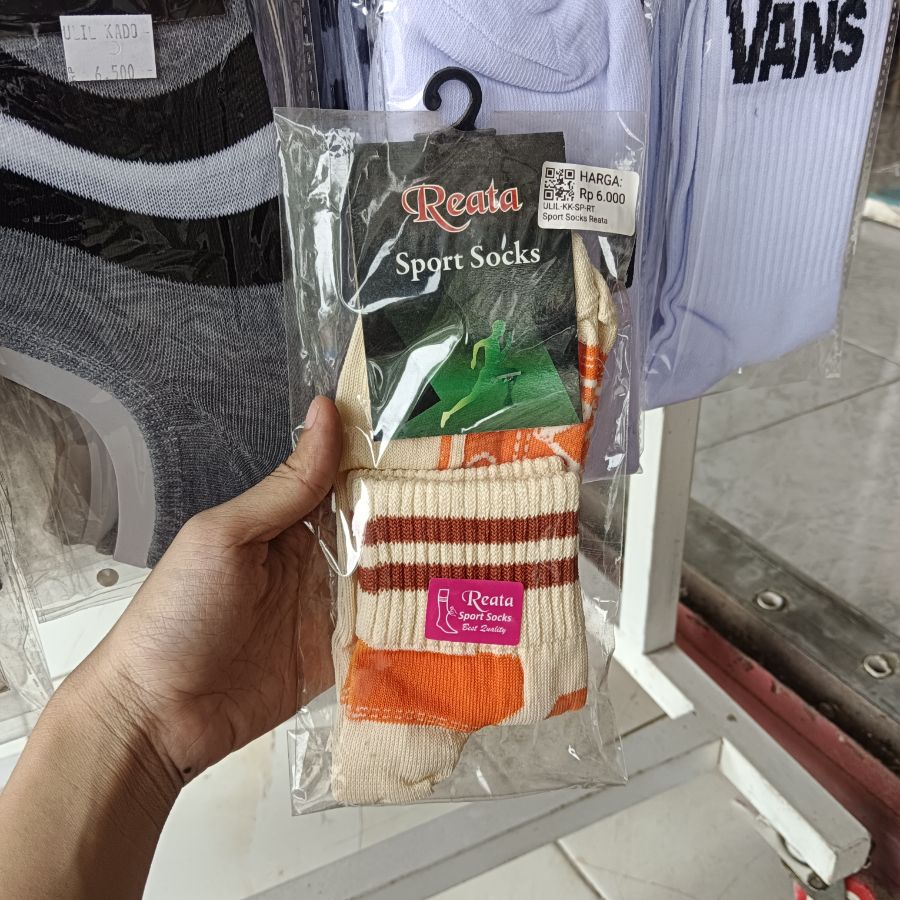 ULIL KADO
6.500
VANS
Reata
Sport Socks
HARGA:
Rp 6.000
ULIL-KK-SP-RT
Sport Socks Reata
Reata
Sport Socks
Best Quality